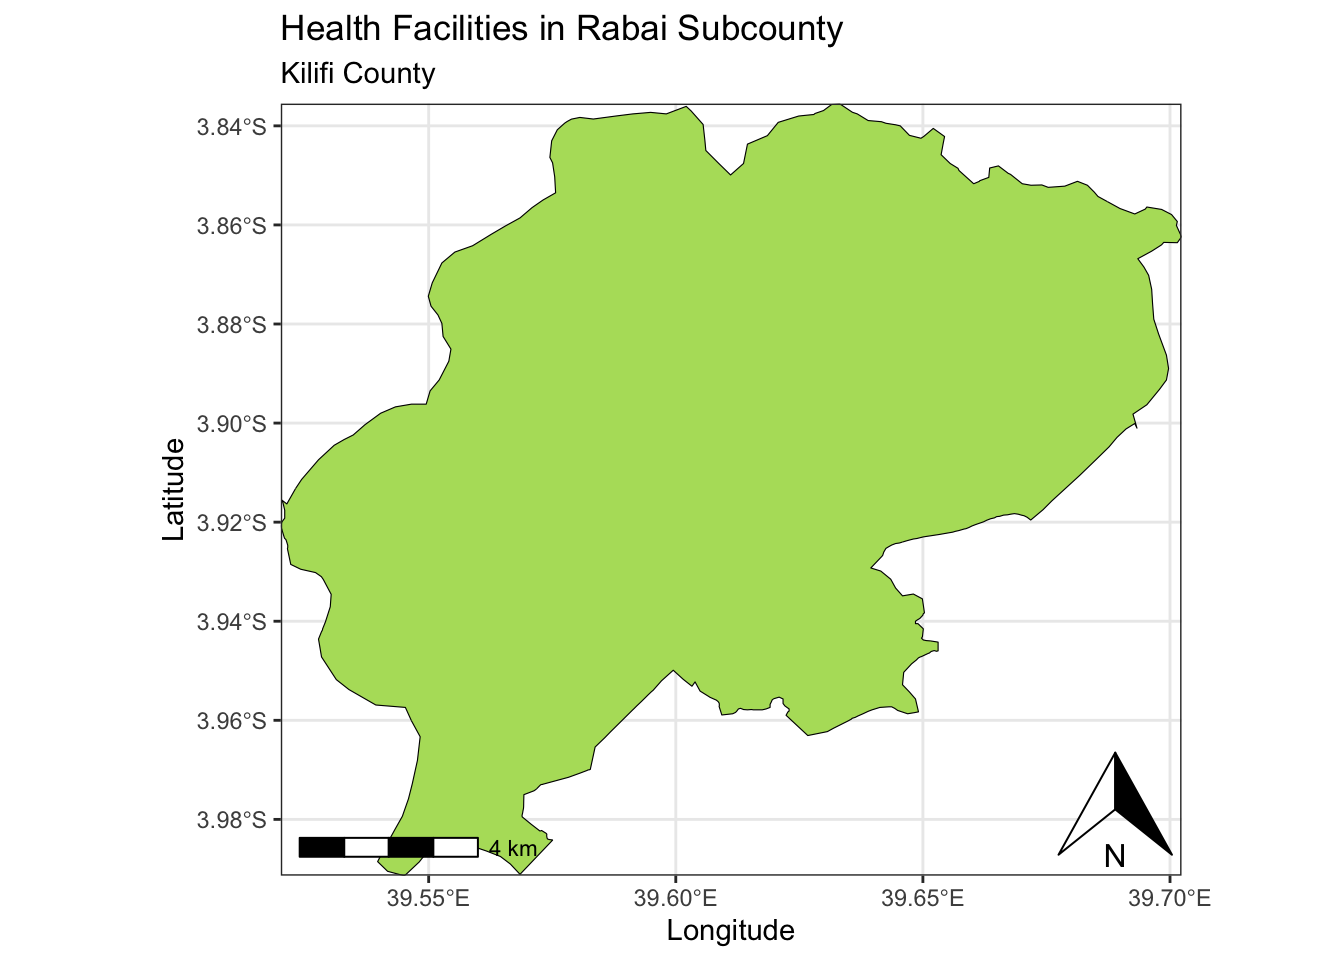 Health Facilities in Rabai Subcounty
Kilifi County
3.84°S
3.86°S
3.88°S
3.90°S
3.92°S
3.94°S
3.96°S
3.98°S
Latitude
4 km
N
39.55°E 39.60°E 39.65°E 39.70°E
Longitude